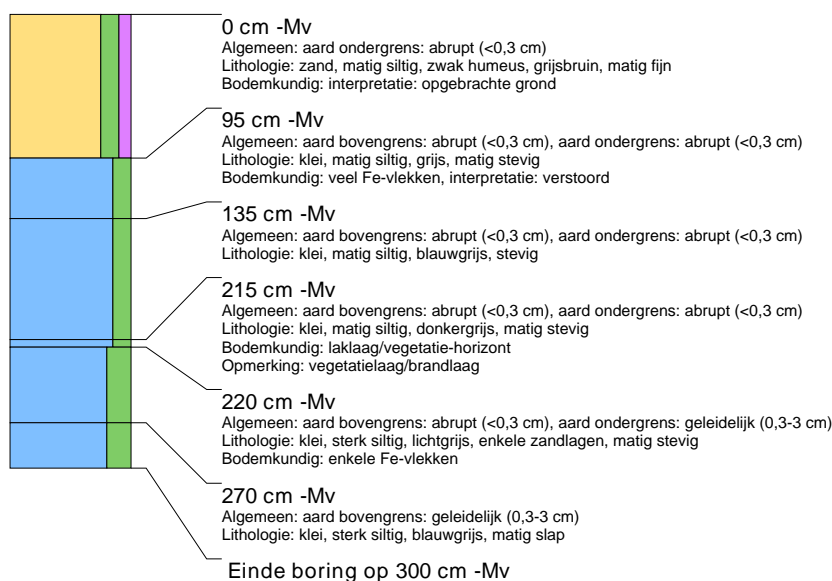 0 cm -Mv
Algemeen: aard ondergrens: abrupt (<0,3 cm)
Lithologie: zand, matig siltig, zwak humeus, grijsbruin, matig fijn
Bodemkundig: interpretatie: opgebrachte grond
95 cm -Mv
Algemeen: aard bovengrens: abrupt (<0,3 cm), aard ondergrens: abrupt (<0,3 cm)
Lithologie: klei, matig siltig, grijs, matig stevig
Bodemkundig: veel Fe-vlekken, interpretatie: verstoord
135 cm -Mv
Algemeen: aard bovengrens: abrupt (<0,3 cm), aard ondergrens: abrupt (<0,3 cm)
Lithologie: klei, matig siltig, blauwgrijs, stevig
215 cm -Mv
Algemeen: aard bovengrens: abrupt (<0,3 cm), aard ondergrens: abrupt (<0,3 cm)
Lithologie: klei, matig siltig, donkergrijs, matig stevig
Bodemkundig: laklaag/vegetatie-horizont
Opmerking: vegetatielaag/brandlaag
220 cm -Mv
Algemeen: aard bovengrens: abrupt (<0,3 cm), aard ondergrens: geleidelijk (0,3-3 cm)
Lithologie: klei, sterk siltig, lichtgrijs, enkele zandlagen, matig stevig
Bodemkundig: enkele Fe-vlekken
270 cm -Mv
Algemeen: aard bovengrens: geleidelijk (0,3-3 cm)
Lithologie: klei, sterk siltig, blauwgrijs, matig slap
Einde boring op 300 cm -Mv